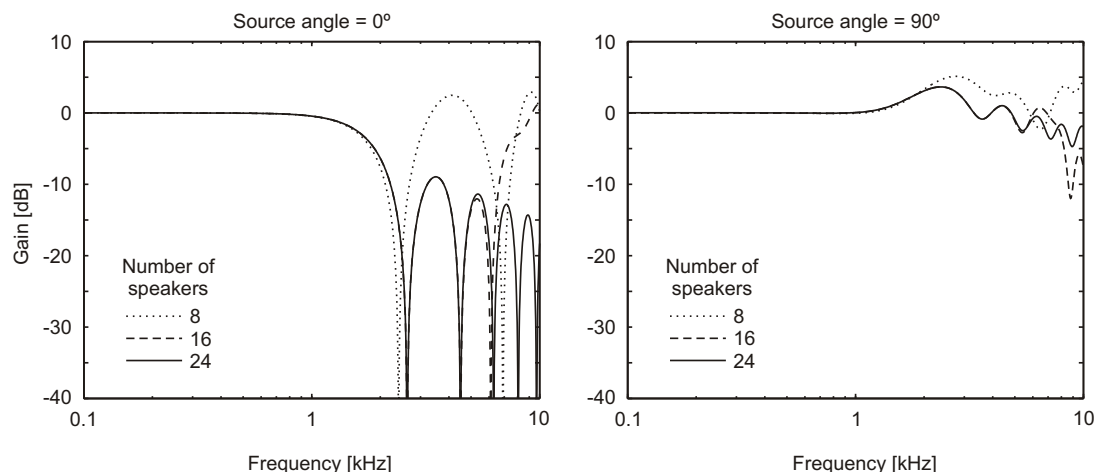 Source angle = 0º
10
0
-10
-20
-30
-40
Gain [dB]
Number of
speakers
8
16
24
0.1
1
10
Frequency [kHz]
Source angle = 90º
10
0
-10
-20
-30
-40
Number of
speakers
8
16
24
0.1
1
10
Frequency [kHz]